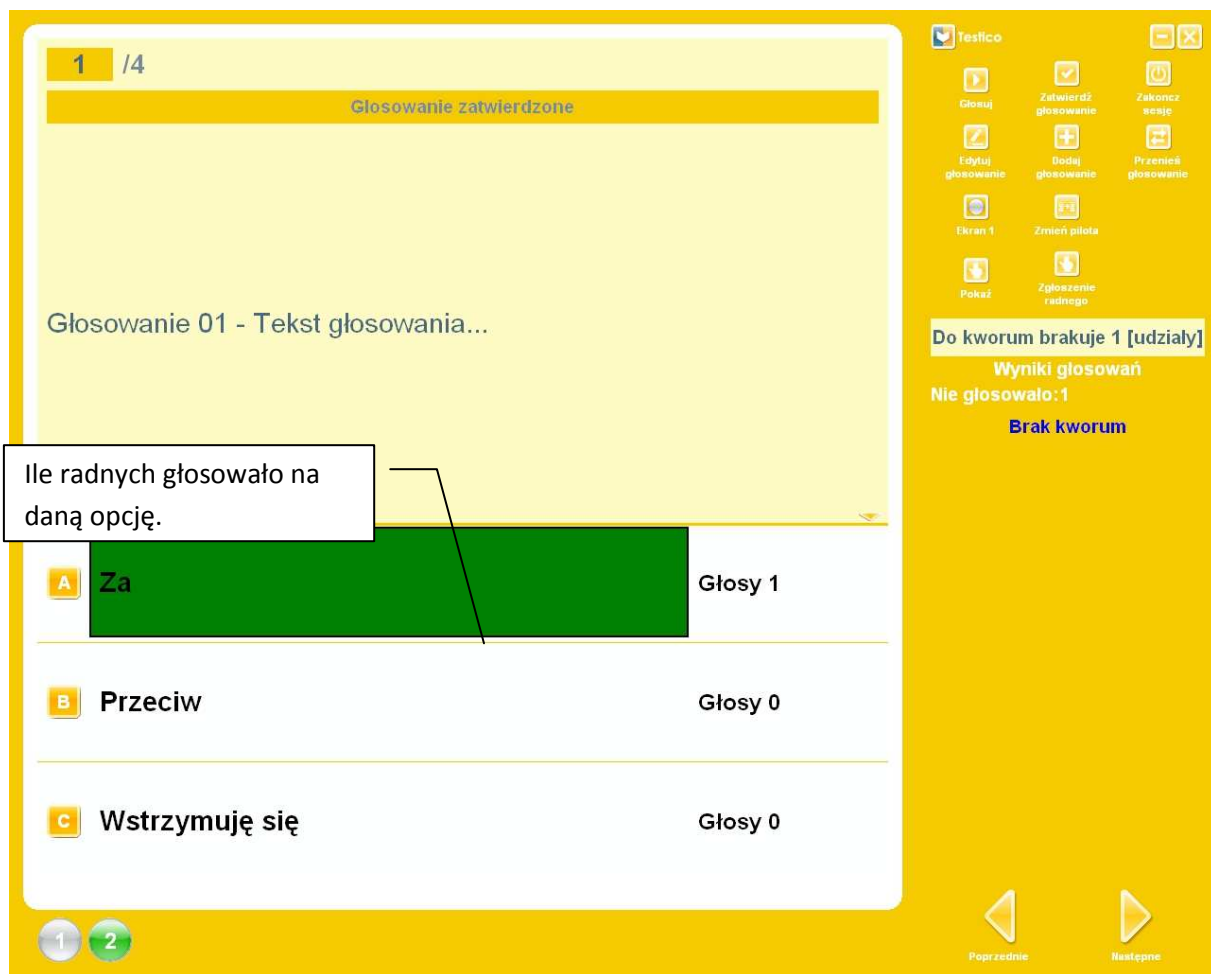 1 /4
Glosowanie zatwierdzone
Głosowanie 01 - Tekst głosowania...
Ile radnych głosowało na
daną opcję.
A Za Głosy 1
B Przeciw Głosy 0
C Wstrzymuję się Głosy 0
1 2
Testico
Głosuj
Zatwierdź
głosowanie
Zakoncz
sesję
Edytuj
głosowanie
Dodaj
głosowanie
Przenieś
głosowanie
Ekran 1
Zmień pilota
Pokaż
Zgłoszenie
radnego
Do kworum brakuje 1 [udziały]
Wyniki głosowań
Nie głosowało:1
Brak kworum
Poprzednie
Następne